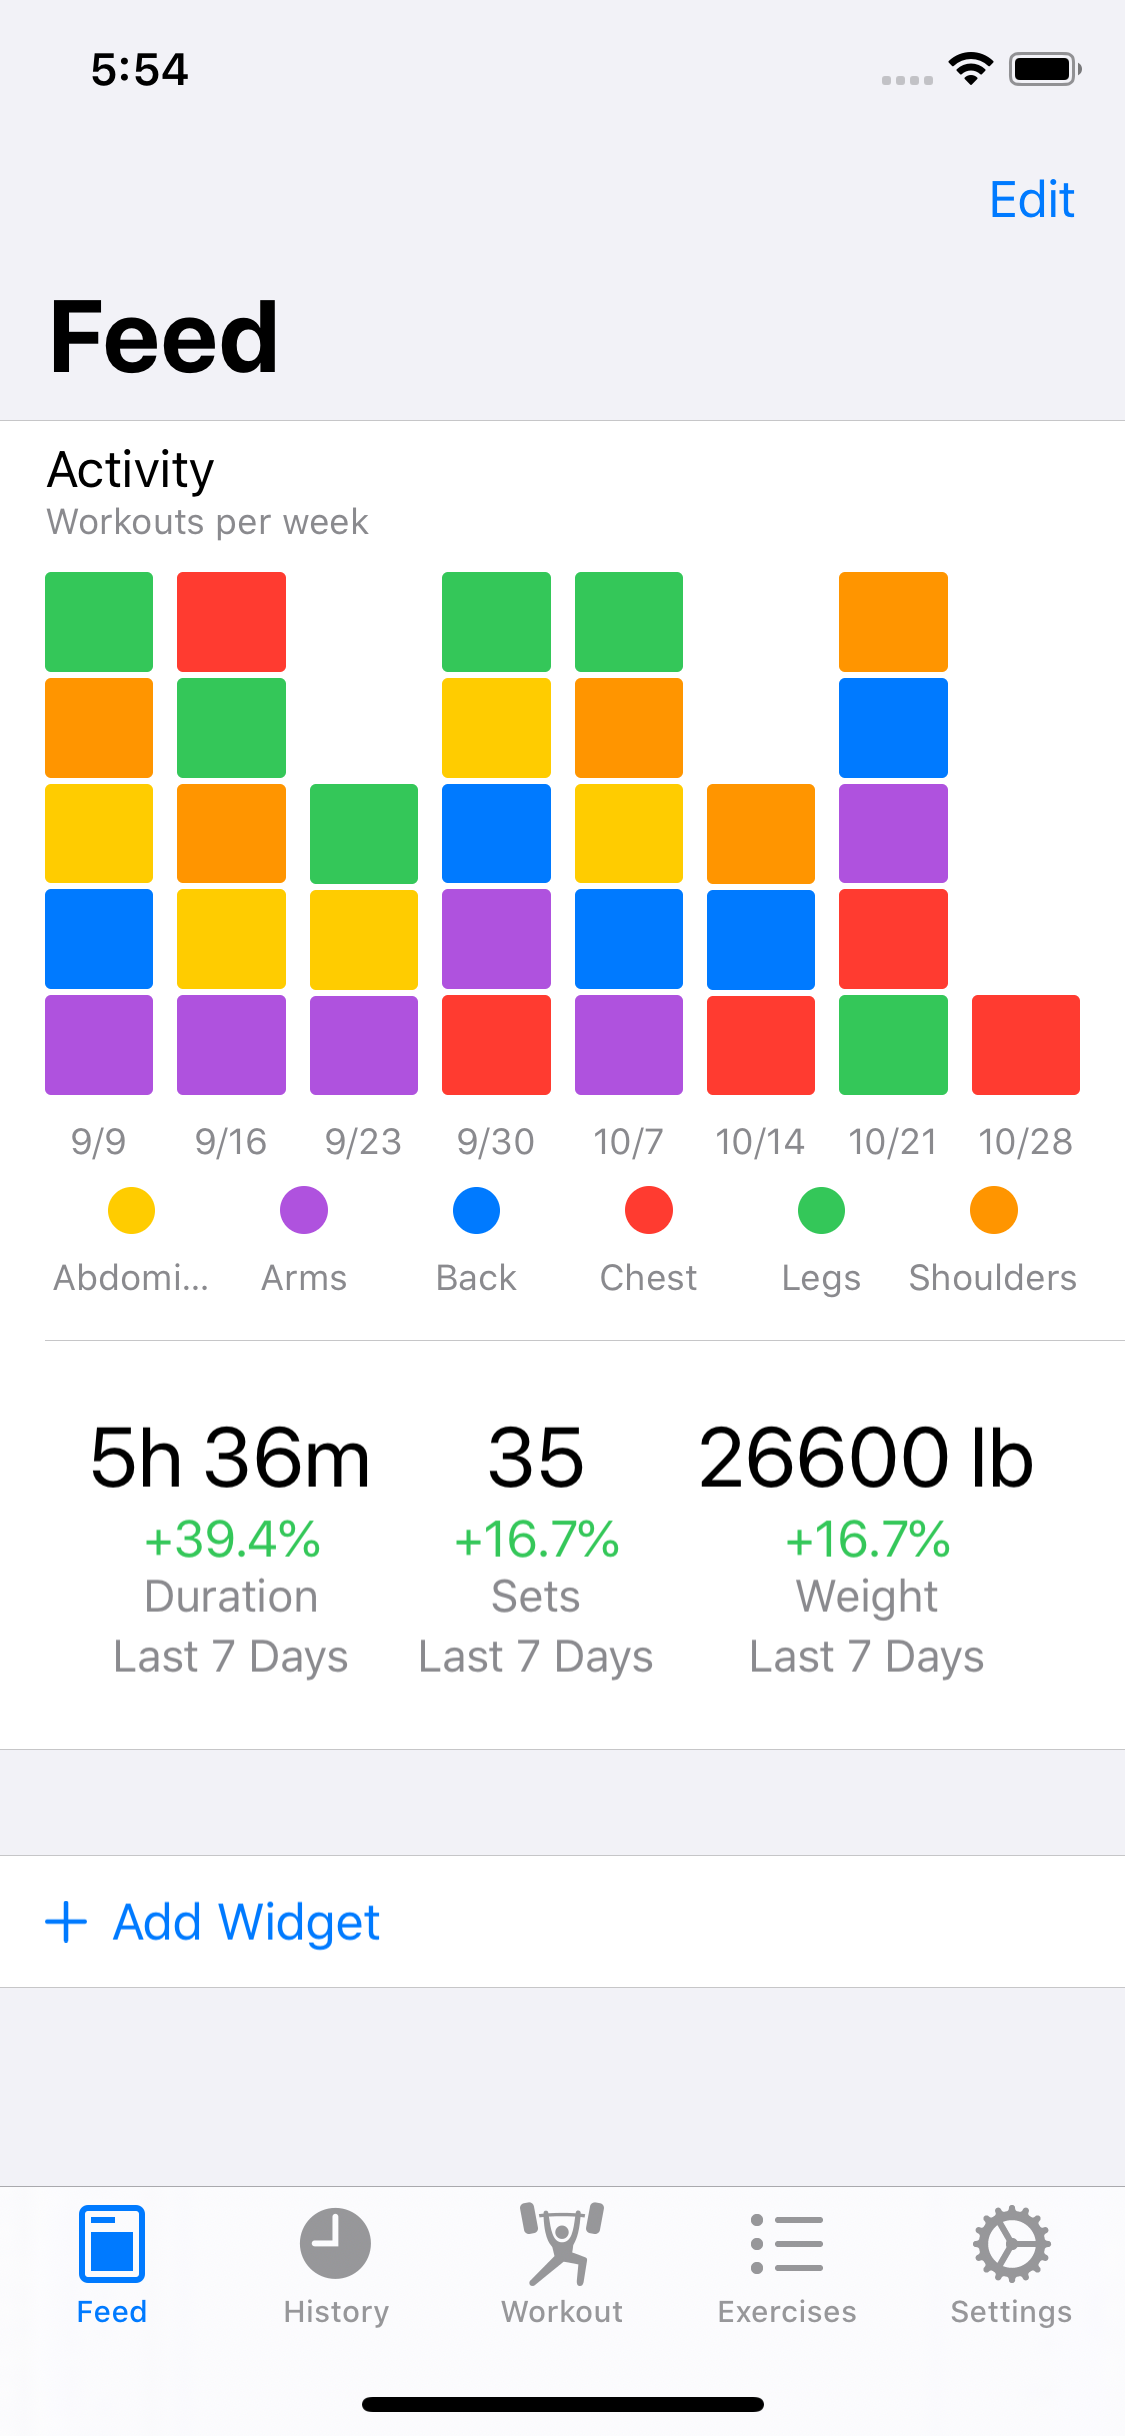 5:54
Edit
Feed
Activity
Workouts per week
9/9 9/16 9/23 9/30 10/7 10/14 10/21 10/28
Abdomi... Arms Back Chest Legs Shoulders
5h 36m 35 26600 lb
+39.4% +16.7% +16.7%
Duration Sets Weight
Last 7 Days Last 7 Days Last 7 Days
+ Add Widget
Feed History Workout Exercises Settings